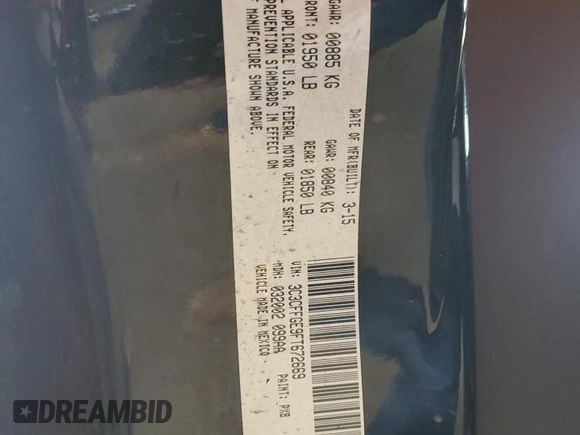 DATE OF MFR(BUILT): 3-15
GAWR: 00885 KG
GAWR: 00840 KG
FRONT: 01950 LB
REAR: 01850 LB
APPLICABLE U.S.A. FEDERAL MOTOR VEHICLE SAFETY,
PREVENTION STANDARDS IN EFFECT ON
MANUFACTURE SHOWN ABOVE.
VIN: 3C3CFFGE9FT672669
MDH: 032002 099AA
PAINT: PXB
VEHICLE MADE IN MEXICO
DREAMBID